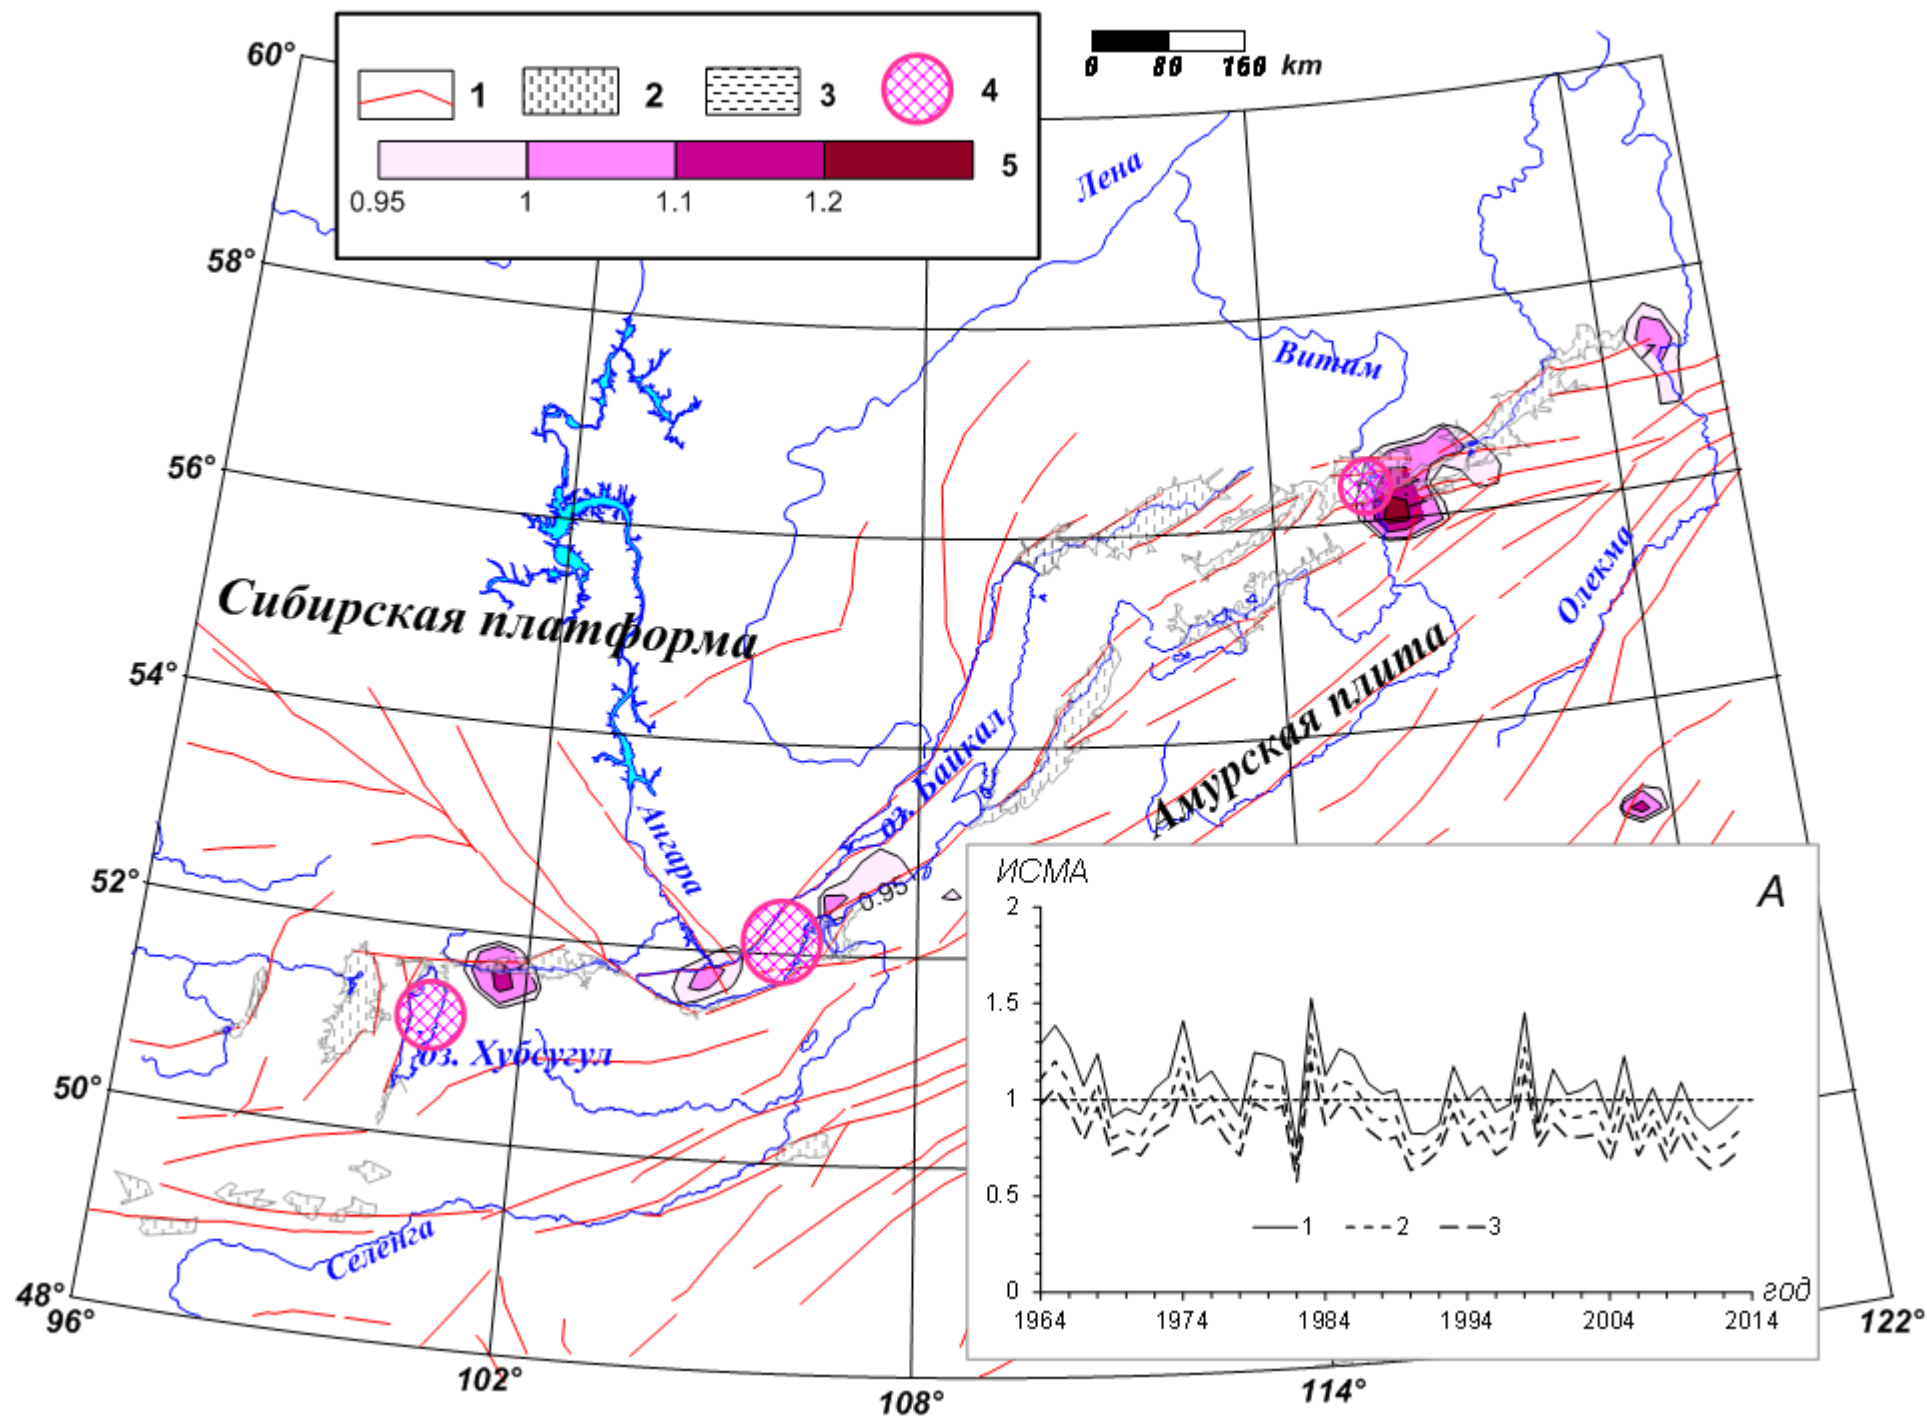 60°
1 2 3 4
5
0.95 1 1.1 1.2
0 80 160 km
Лена
58°
Витим
56°
Сибирская платформа
Олекма
54°
оз. Байкал
Амурская плита
Ангара
52°
0.95
оз. Хубсугул
50°
Селенга
48°
96°
102°
108°
114°
122°
ИСМА
A
2
1.5
1
0.5
0
1 2 3
год
1964 1974 1984 1994 2004 2014